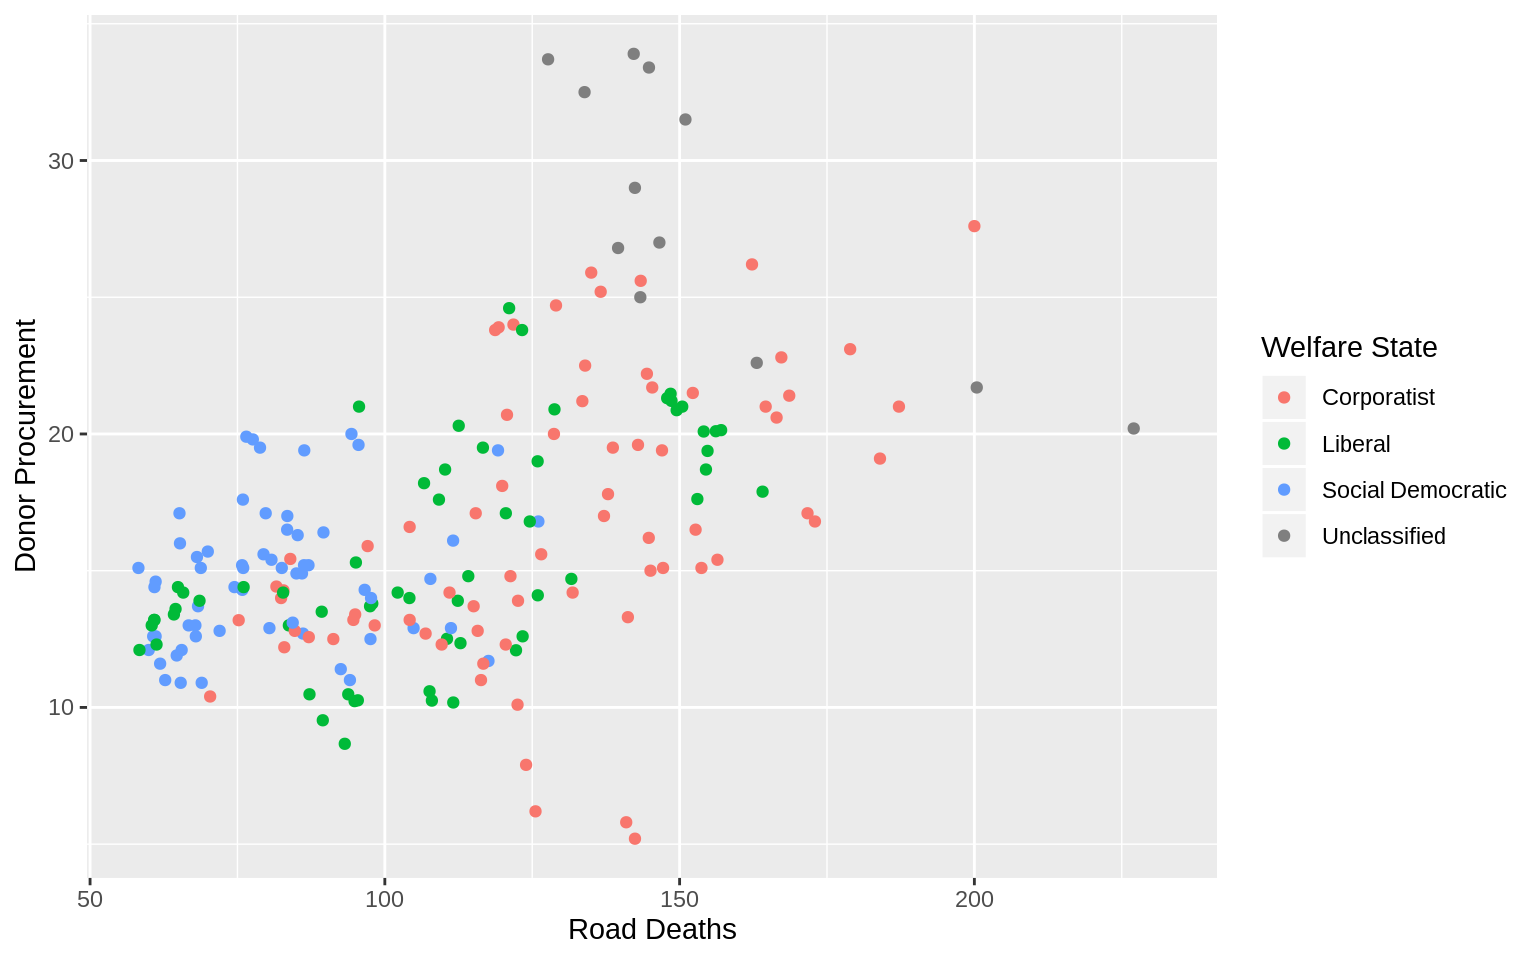 30
20
10
Donor Procurement
50 100 150 200
Road Deaths
Welfare State
Corporatist
Liberal
Social Democratic
Unclassified